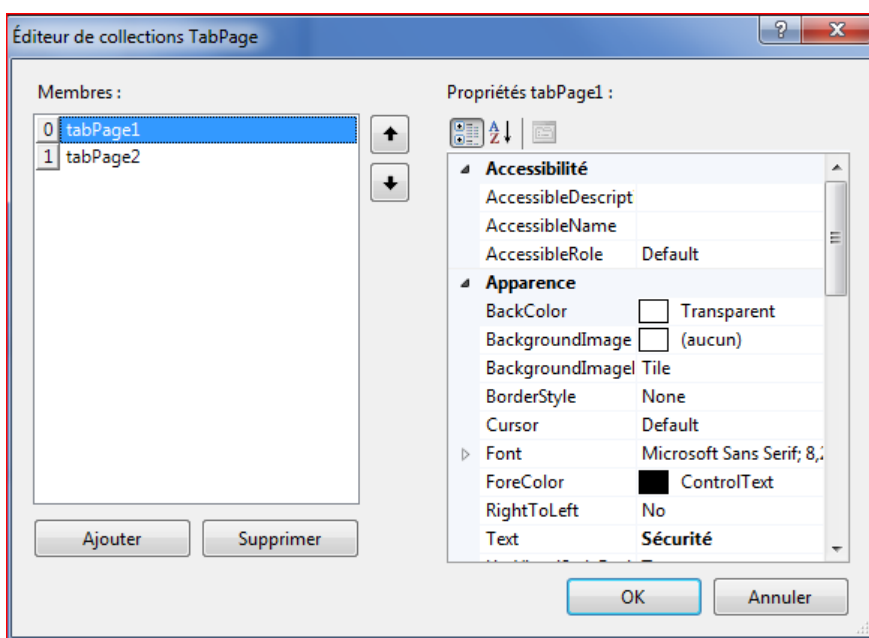 Éditeur de collections TabPage
Membres :
0 tabPage1
1 tabPage2
Ajouter
Supprimer
Propriétés tabPage1 :
Accessibilité
AccessibleDescript
AccessibleName
AccessibleRole Default
Apparence
BackColor Transparent
BackgroundImage (aucun)
BackgroundImagel Tile
BorderStyle None
Cursor Default
Font Microsoft Sans Serif; 8,2
ForeColor ControlText
RightToLeft No
Text Sécurité
OK
Annuler